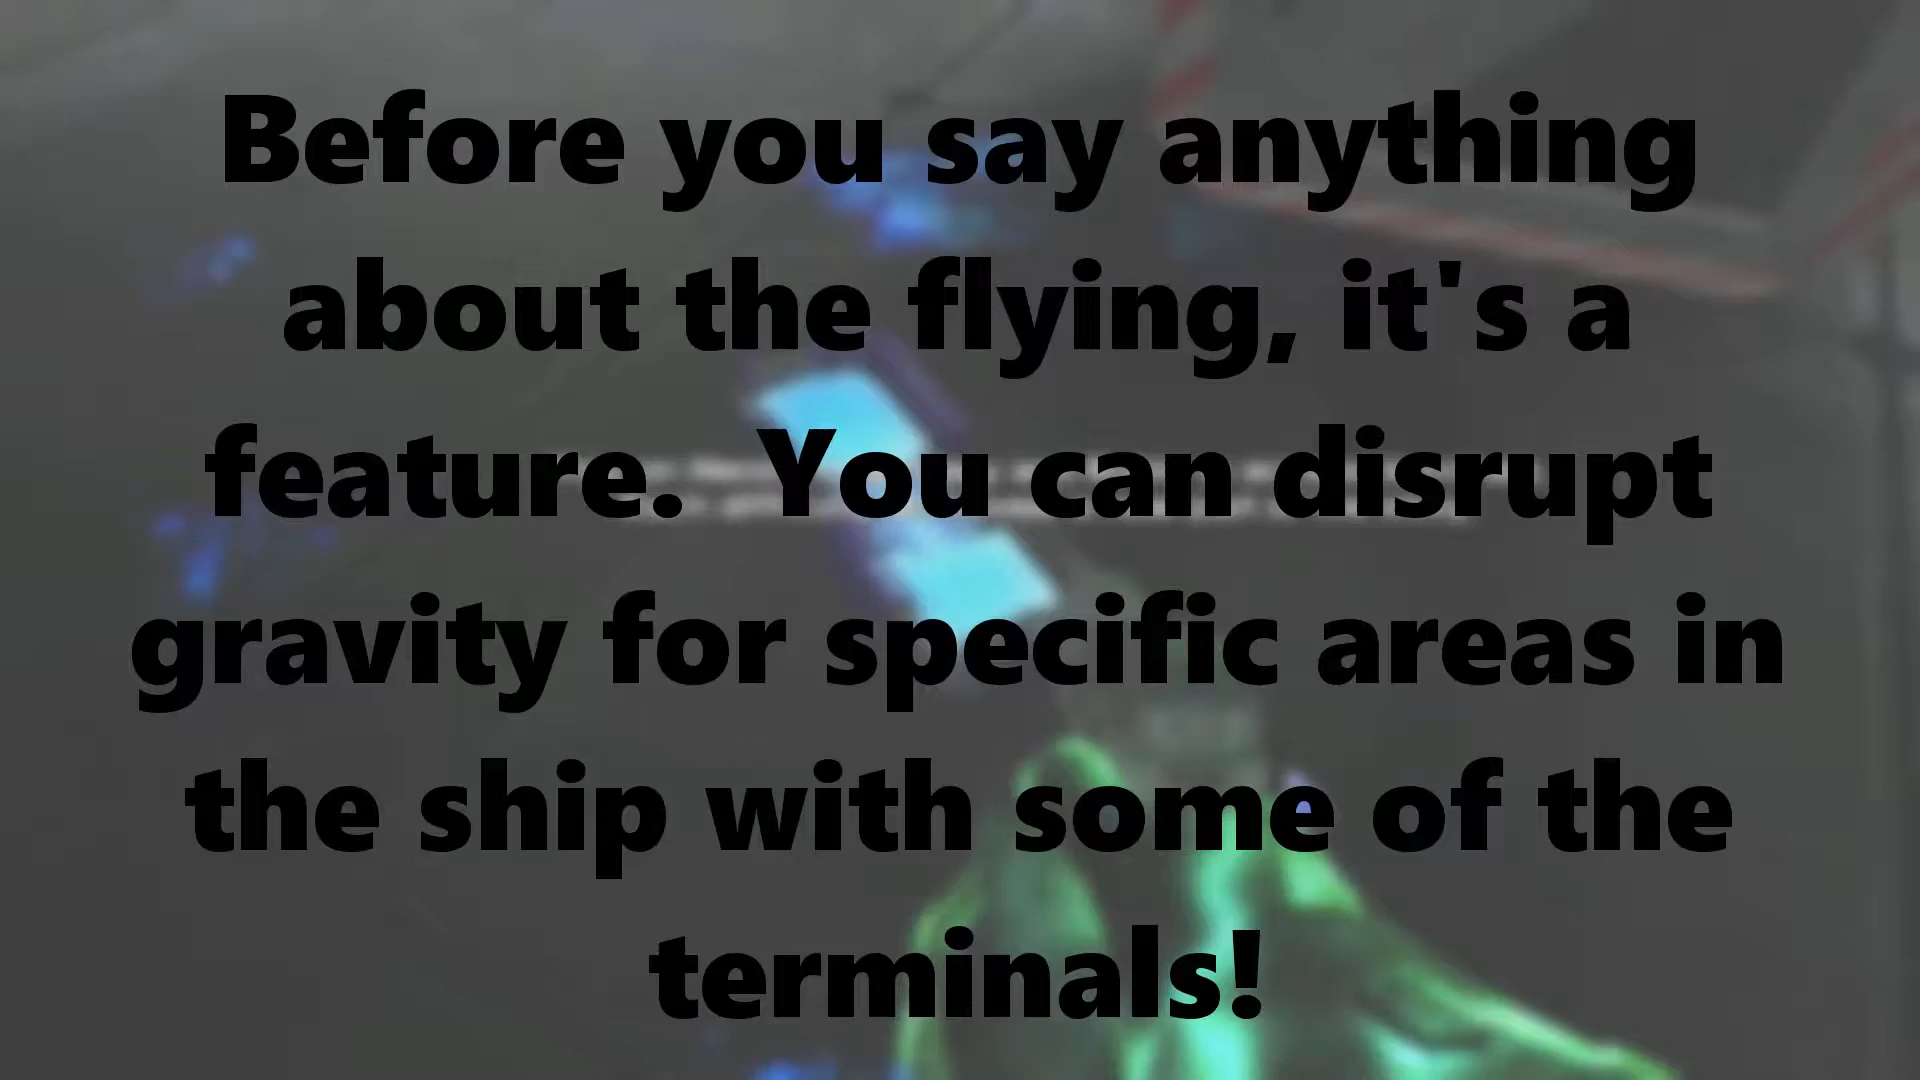 Before you say anything
about the flying, it's a
feature.  You can disrupt
gravity for specific areas in
the ship with some of the
terminals!